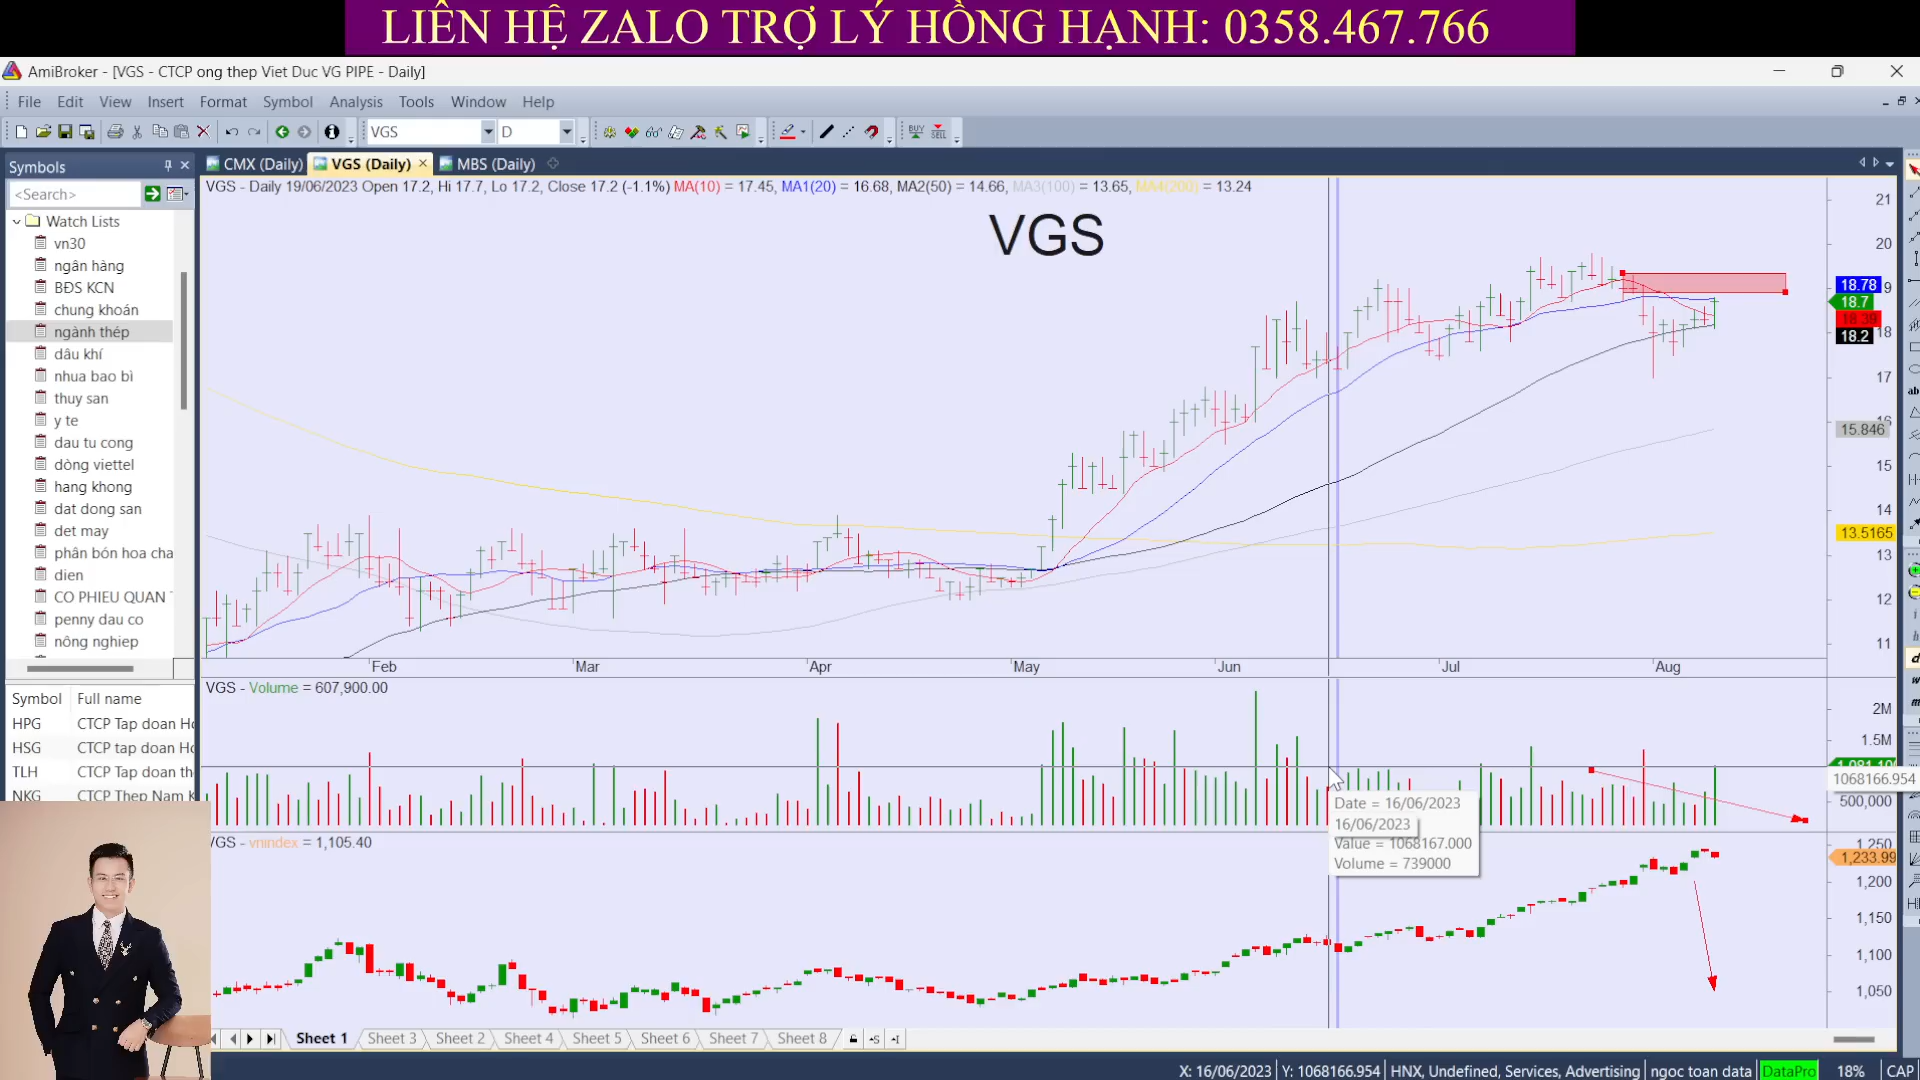 LIÊN HỆ ZALO TRỢ LÝ HỒNG HẠNH: 0358.467.766
AmiBroker - [VGS - CTCP ong thep Viet Duc VG PIPE - Daily]
File Edit View Insert Format Symbol Analysis Tools Window Help
VGS D BUY SELL
Symbols
CMX (Daily) VGS (Daily) MBS (Daily)
<Search>
VGS - Daily 19/06/2023 Open 17.2, Hi 17.7, Lo 17.2, Close 17.2 (-1.1%) MA(10) = 17.45, MA1(20) = 16.68, MA2(50) = 14.66, MA3(100) = 13.65, MA4(200) = 13.24
VGS
Watch Lists
vn30
ngân hàng
BĐS KCN
chung khoán
ngành thép
dâu khí
nhua bao bì
thuy san
y te
dau tu cong
dòng viettel
hang khong
dat dong san
det may
phân bón hoa cha
dien
CO PHIEU QUAN
penny dau co
nông nghiep
21
20
18.78
18.7
18.39
18.2
18
17
15.846
15
14
13.5165
13
12
11
Feb Mar Apr May Jun Jul Aug
Symbol Full name
HPG CTCP Tap doan Ho
HSG CTCP tap doan Ho
TLH CTCP Tap doan th
NKG CTCP Thep Nam K
VGS - Volume = 607,900.00
2M
1.5M
1068166.954
500,000
Date = 16/06/2023
16/06/2023
Value = 1068167.000
Volume = 739000
VGS - vnindex = 1,105.40
1,250
1,233.99
1,200
1,150
1,100
1,050
Sheet 1 Sheet 3 Sheet 2 Sheet 4 Sheet 5 Sheet 6 Sheet 7 Sheet 8
X: 16/06/2023 Y: 1068166.954 HNX, Undefined, Services, Advertising ngoc toan data DataPro 18% CAP